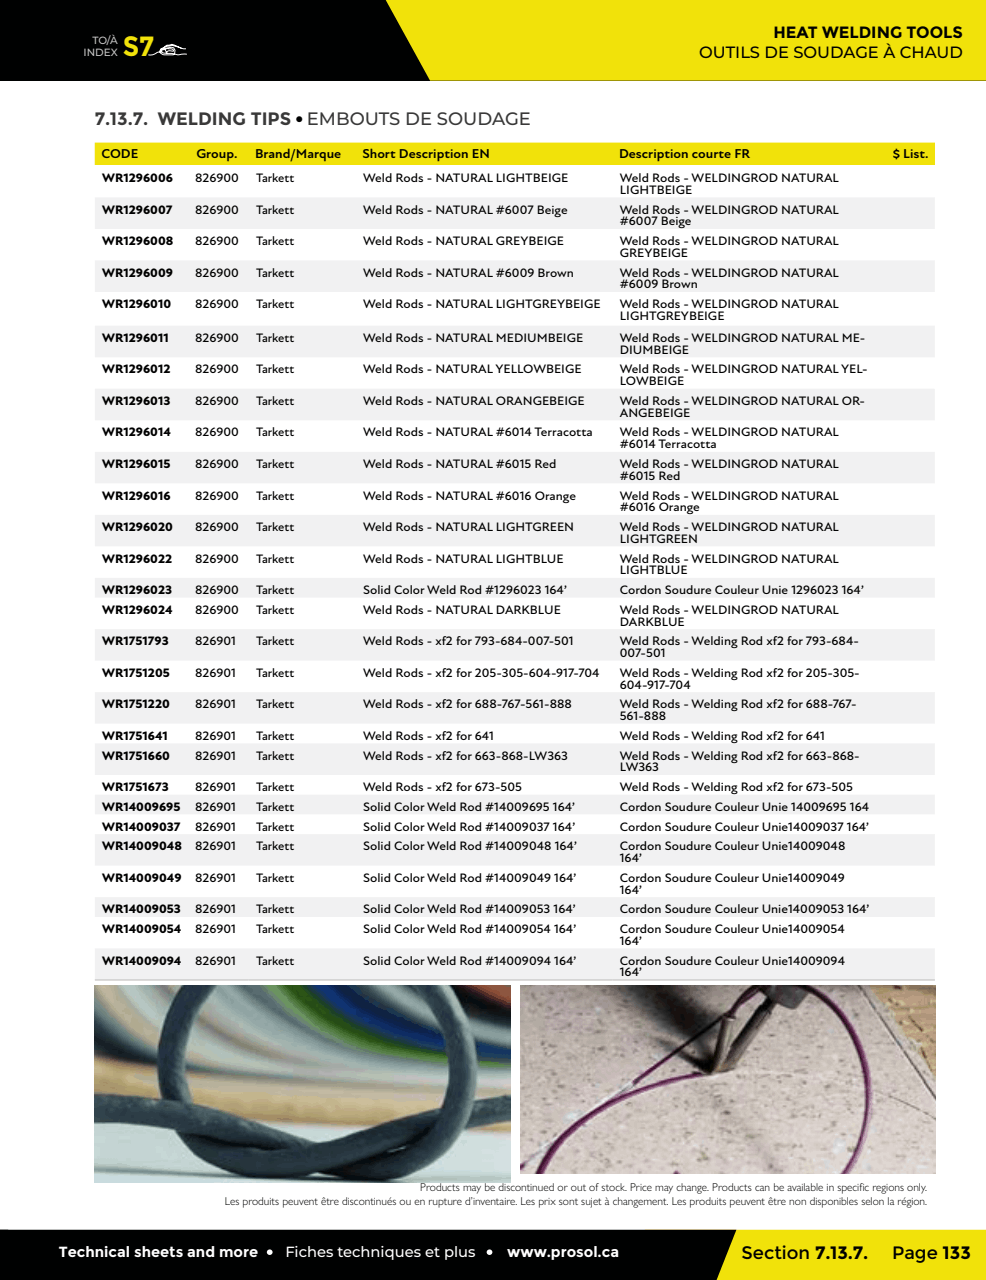 TO/À
INDEX S7
HEAT WELDING TOOLS
OUTILS DE SOUDAGE À CHAUD
7.13.7. WELDING TIPS • EMBOUTS DE SOUDAGE
CODE Group. Brand/Marque Short Description EN Description courte FR $ List.
WR1296006 826900 Tarkett Weld Rods - NATURAL LIGHTBEIGE Weld Rods - WELDINGROD NATURAL
LIGHTBEIGE
WR1296007 826900 Tarkett Weld Rods - NATURAL #6007 Beige Weld Rods - WELDINGROD NATURAL
#6007 Beige
WR1296008 826900 Tarkett Weld Rods - NATURAL GREYBEIGE Weld Rods - WELDINGROD NATURAL
GREYBEIGE
WR1296009 826900 Tarkett Weld Rods - NATURAL #6009 Brown Weld Rods - WELDINGROD NATURAL
#6009 Brown
WR1296010 826900 Tarkett Weld Rods - NATURAL LIGHTGREYBEIGE Weld Rods - WELDINGROD NATURAL
LIGHTGREYBEIGE
WR1296011 826900 Tarkett Weld Rods - NATURAL MEDIUMBEIGE Weld Rods - WELDINGROD NATURAL ME-
DIUMBEIGE
WR1296012 826900 Tarkett Weld Rods - NATURAL YELLOWBEIGE Weld Rods - WELDINGROD NATURAL YEL-
LOWBEIGE
WR1296013 826900 Tarkett Weld Rods - NATURAL ORANGEBEIGE Weld Rods - WELDINGROD NATURAL OR-
ANGEBEIGE
WR1296014 826900 Tarkett Weld Rods - NATURAL #6014 Terracotta Weld Rods - WELDINGROD NATURAL
#6014 Terracotta
WR1296015 826900 Tarkett Weld Rods - NATURAL #6015 Red Weld Rods - WELDINGROD NATURAL
#6015 Red
WR1296016 826900 Tarkett Weld Rods - NATURAL #6016 Orange Weld Rods - WELDINGROD NATURAL
#6016 Orange
WR1296020 826900 Tarkett Weld Rods - NATURAL LIGHTGREEN Weld Rods - WELDINGROD NATURAL
LIGHTGREEN
WR1296022 826900 Tarkett Weld Rods - NATURAL LIGHTBLUE Weld Rods - WELDINGROD NATURAL
LIGHTBLUE
WR1296023 826900 Tarkett Solid Color Weld Rod #1296023 164’ Cordon Soudure Couleur Unie 1296023 164’
WR1296024 826900 Tarkett Weld Rods - NATURAL DARKBLUE Weld Rods - WELDINGROD NATURAL
DARKBLUE
WR1751793 826901 Tarkett Weld Rods - xf2 for 793-684-007-501 Weld Rods - Welding Rod xf2 for 793-684-
007-501
WR1751205 826901 Tarkett Weld Rods - xf2 for 205-305-604-917-704 Weld Rods - Welding Rod xf2 for 205-305-
604-917-704
WR1751220 826901 Tarkett Weld Rods - xf2 for 688-767-561-888 Weld Rods - Welding Rod xf2 for 688-767-
561-888
WR1751641 826901 Tarkett Weld Rods - xf2 for 641 Weld Rods - Welding Rod xf2 for 641
WR1751660 826901 Tarkett Weld Rods - xf2 for 663-868-LW363 Weld Rods - Welding Rod xf2 for 663-868-
LW363
WR1751673 826901 Tarkett Weld Rods - xf2 for 673-505 Weld Rods - Welding Rod xf2 for 673-505
WR14009695 826901 Tarkett Solid Color Weld Rod #14009695 164’ Cordon Soudure Couleur Unie 14009695 164
WR14009037 826901 Tarkett Solid Color Weld Rod #14009037 164’ Cordon Soudure Couleur Unie14009037 164’
WR14009048 826901 Tarkett Solid Color Weld Rod #14009048 164’ Cordon Soudure Couleur Unie14009048
164’
WR14009049 826901 Tarkett Solid Color Weld Rod #14009049 164’ Cordon Soudure Couleur Unie14009049
164’
WR14009053 826901 Tarkett Solid Color Weld Rod #14009053 164’ Cordon Soudure Couleur Unie14009053 164’
WR14009054 826901 Tarkett Solid Color Weld Rod #14009054 164’ Cordon Soudure Couleur Unie14009054
164’
WR14009094 826901 Tarkett Solid Color Weld Rod #14009094 164’ Cordon Soudure Couleur Unie14009094
164’
Products may be discontinued or out of stock. Price may change. Products can be available in specific regions only.
Les produits peuvent être discontinués ou en rupture d’inventaire. Les prix sont sujet à changement. Les produits peuvent être non disponibles selon la région.
Technical sheets and more • Fiches techniques et plus • www.prosol.ca
Section 7.13.7. Page 133